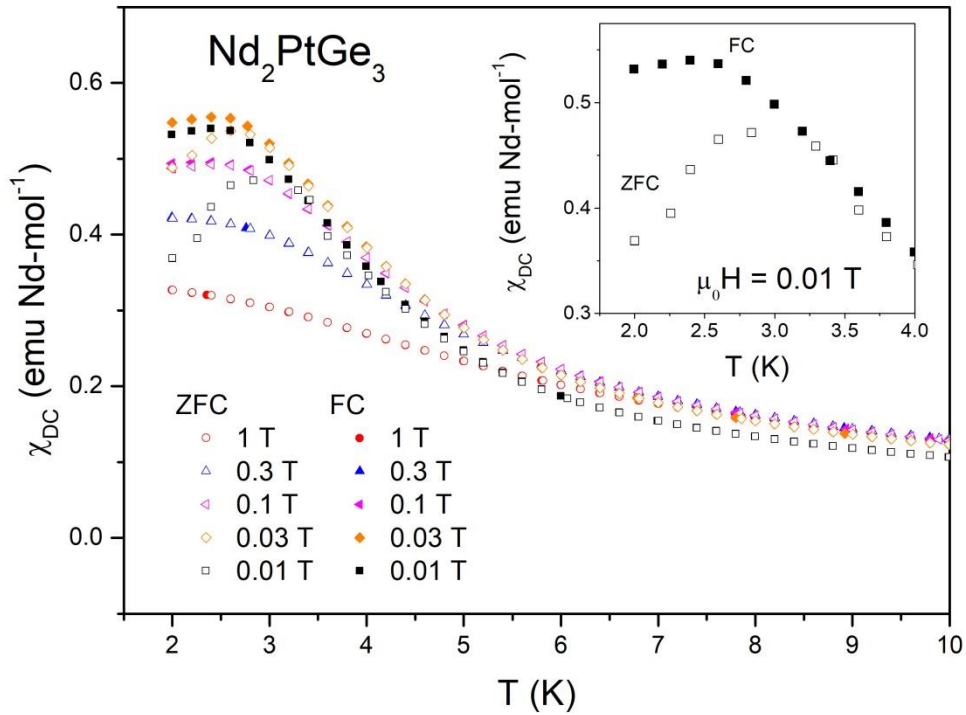 Nd₂PtGe₃
χ_DC (emu Nd-mol⁻¹)
0.6
0.4
0.2
0.0
ZFC FC
1 T 1 T
0.3 T 0.3 T
0.1 T 0.1 T
0.03 T 0.03 T
0.01 T 0.01 T
2 3 4 5 6 7 8 9 10
T (K)
χ_DC (emu Nd-mol⁻¹)
0.5
0.4
0.3
FC
ZFC
μ₀H = 0.01 T
2.0 2.5 3.0 3.5 4.0
T (K)